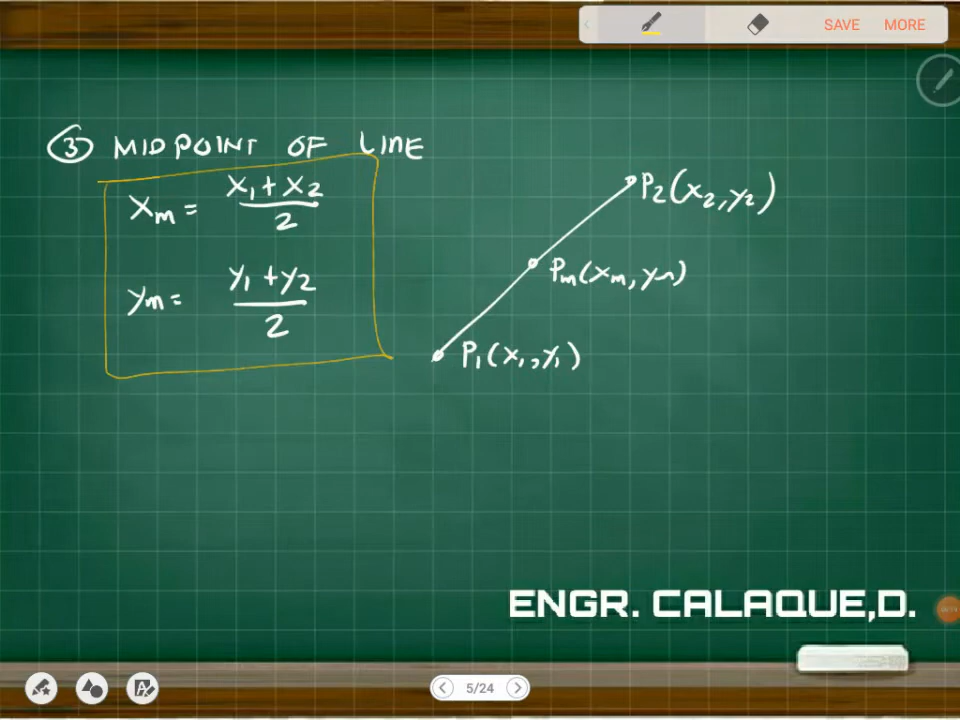 SAVE MORE
③ MIDPOINT OF LINE
Xm = X1 + X2 / 2
ym = y1 + y2 / 2
P2(x2, y2)
Pm(xm, ym)
P1(x1, y1)
ENGR. CALAQUE,D.
5/24